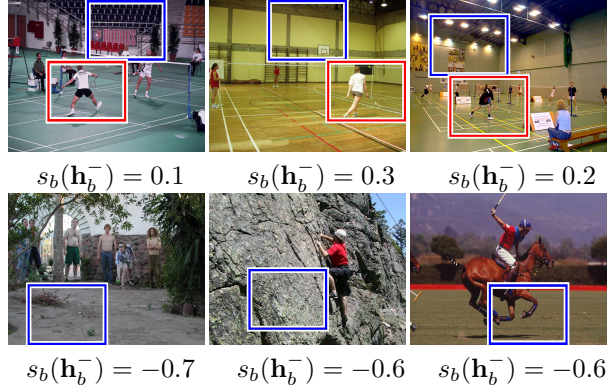 s_b(𝐡_b^−) = 0.1
s_b(𝐡_b^−) = 0.3
s_b(𝐡_b^−) = 0.2
s_b(𝐡_b^−) = −0.7
s_b(𝐡_b^−) = −0.6
s_b(𝐡_b^−) = −0.6